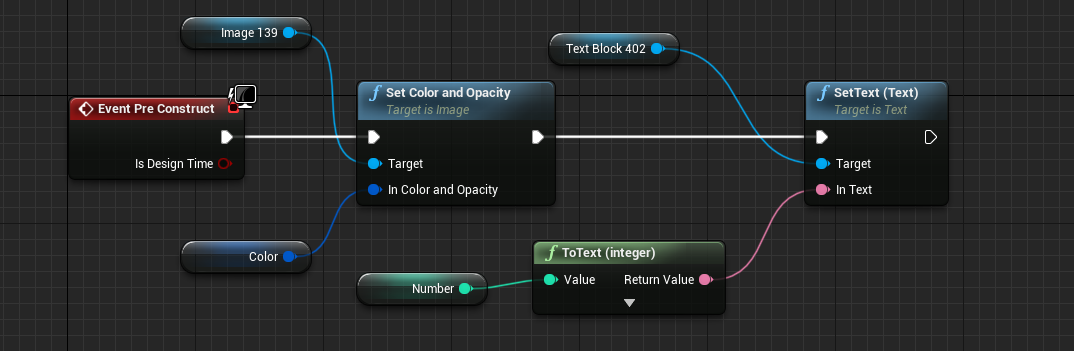 Image 139
Text Block 402
Event Pre Construct
Is Design Time
f Set Color and Opacity
Target is Image
Target
In Color and Opacity
f SetText (Text)
Target is Text
Target
In Text
Color
Number
f ToText (integer)
Value Return Value